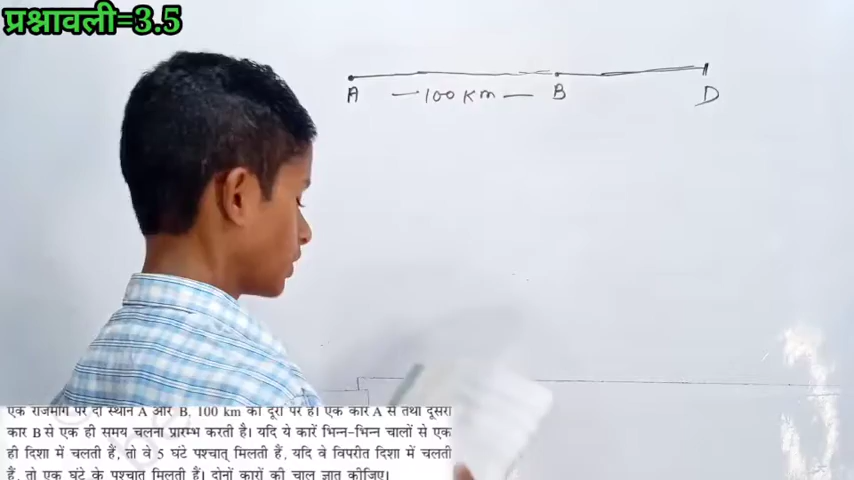 प्रश्नावली=3.5
A — 100 Km — B D
एक राजमार्ग पर दो स्थान A और B, 100 km की दूरी पर हैं। एक कार A से तथा दूसरी
कार B से एक ही समय चलना प्रारम्भ करती है। यदि ये कारें भिन्न-भिन्न चालों से एक
ही दिशा में चलती हैं, तो वे 5 घंटे पश्चात् मिलती हैं, यदि वे विपरीत दिशा में चलती
हैं, तो एक घंटे के पश्चात मिलती हैं। दोनों कारों की चाल ज्ञात कीजिए।